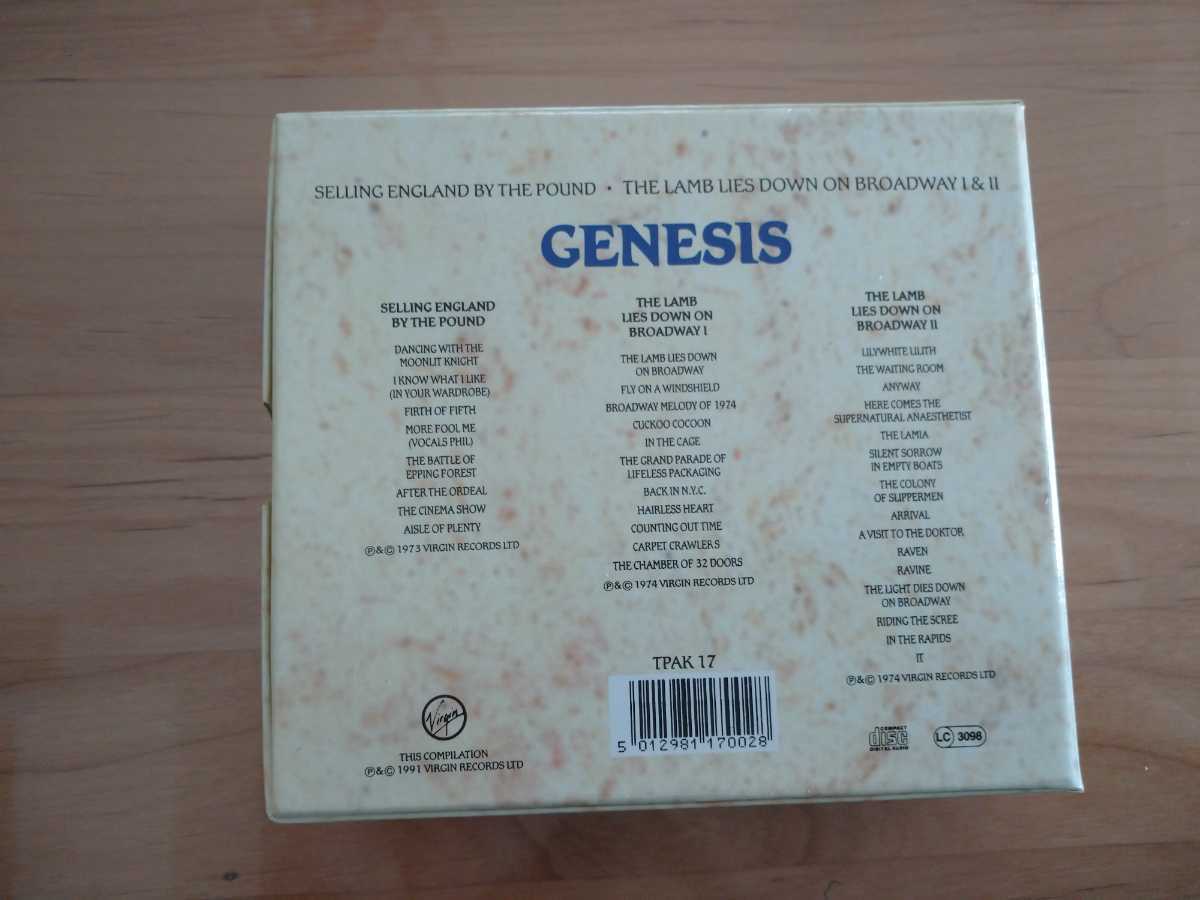 SELLING ENGLAND BY THE POUND • THE LAMB LIES DOWN ON BROADWAY I & II
GENESIS
SELLING ENGLAND
BY THE POUND
DANCING WITH THE
MOONLIT KNIGHT
I KNOW WHAT I LIKE
(IN YOUR WARDROBE)
FIRTH OF FIFTH
MORE FOOL ME
(VOCALS PHIL)
THE BATTLE OF
EPPING FOREST
AFTER THE ORDEAL
THE CINEMA SHOW
AISLE OF PLENTY
℗&© 1973 VIRGIN RECORDS LTD
THE LAMB
LIES DOWN ON
BROADWAY I
THE LAMB LIES DOWN
ON BROADWAY
FLY ON A WINDSHIELD
BROADWAY MELODY OF 1974
CUCKOO COCOON
IN THE CAGE
THE GRAND PARADE OF
LIFELESS PACKAGING
BACK IN N.Y.C.
HAIRLESS HEART
COUNTING OUT TIME
CARPET CRAWLERS
THE CHAMBER OF 32 DOORS
℗&© 1974 VIRGIN RECORDS LTD
THE LAMB
LIES DOWN ON
BROADWAY II
LILYWHITE LILITH
THE WAITING ROOM
ANYWAY
HERE COMES THE
SUPERNATURAL ANAESTHETIST
THE LAMIA
SILENT SORROW
IN EMPTY BOATS
THE COLONY
OF SLIPPERMEN
ARRIVAL
A VISIT TO THE DOKTOR
RAVEN
RAVINE
THE LIGHT DIES DOWN
ON BROADWAY
RIDING THE SCREE
IN THE RAPIDS
IT
℗&© 1974 VIRGIN RECORDS LTD
Virgin
THIS COMPILATION
℗&© 1991 VIRGIN RECORDS LTD
TPAK 17
5 012981 170028
COMPACT
disc
DIGITAL AUDIO
LC 3098